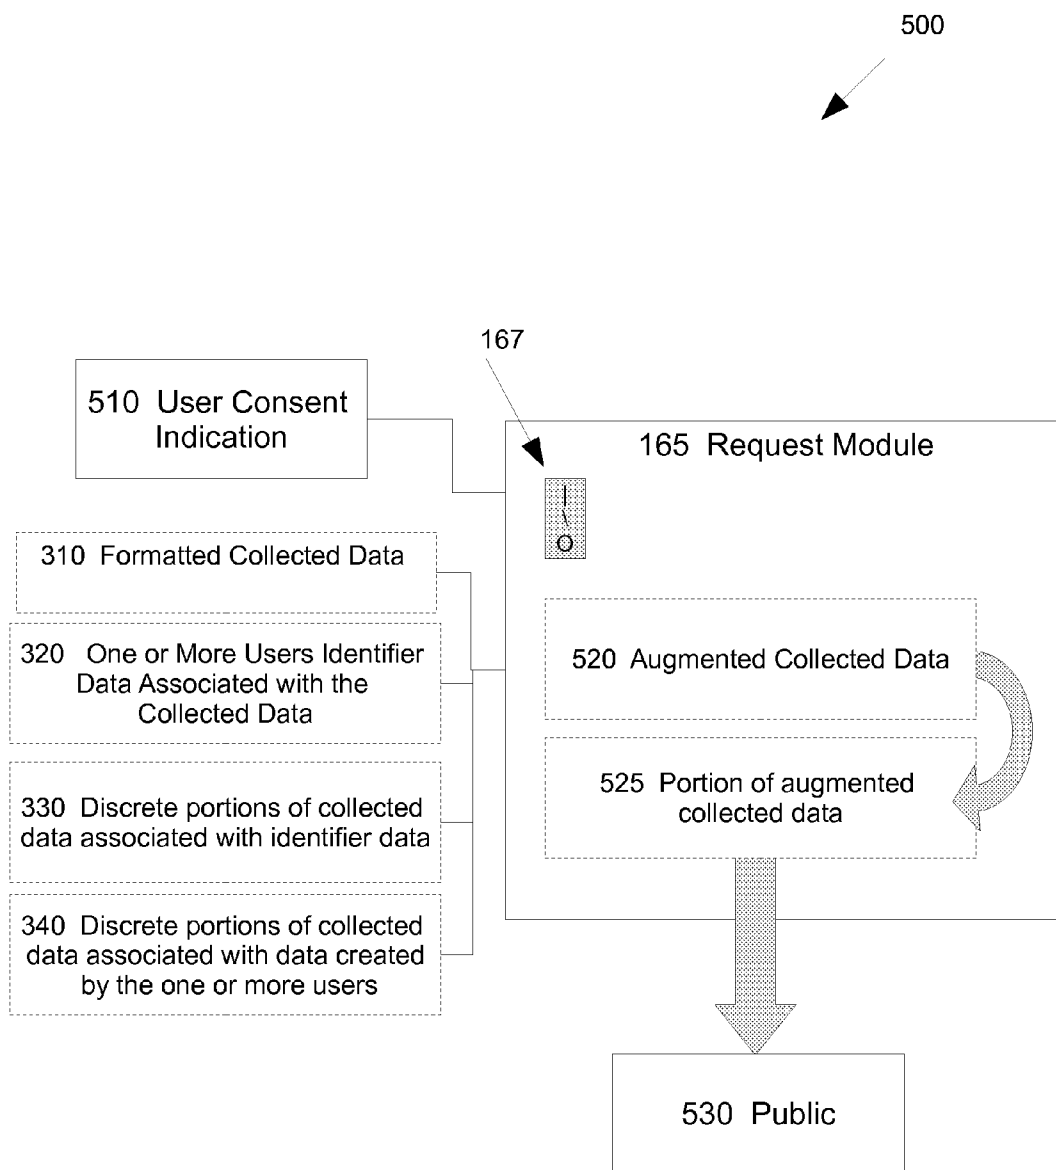 500
167
510 User Consent
Indication
165 Request Module
I\O
310 Formatted Collected Data
320 One or More Users Identifier
Data Associated with the
Collected Data
520 Augmented Collected Data
330 Discrete portions of collected
data associated with identifier data
525 Portion of augmented
collected data
340 Discrete portions of collected
data associated with data created
by the one or more users
530 Public